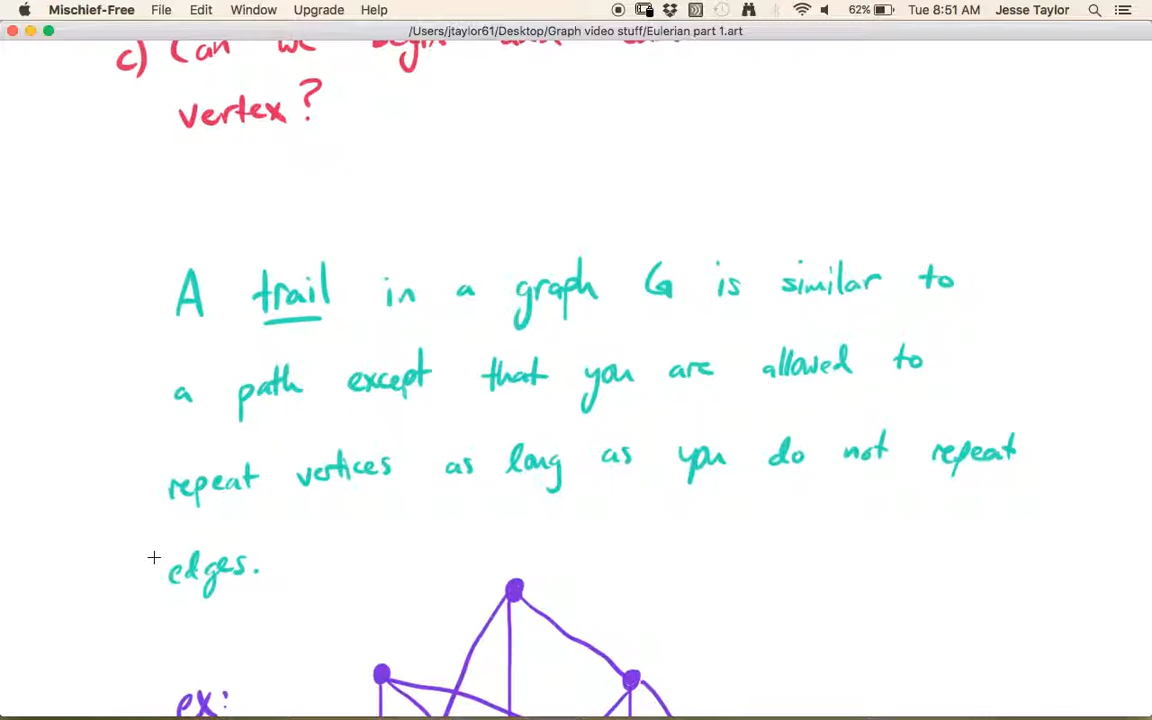 Mischief-Free File Edit Window Upgrade Help 62% Tue 8:51 AM Jesse Taylor
/Users/jtaylor61/Desktop/Graph video stuff/Eulerian part 1.art
c) Can we begin and
vertex?
A trail in a graph G is similar to
a path except that you are allowed to
repeat vertices as long as you do not repeat
edges.
ex: